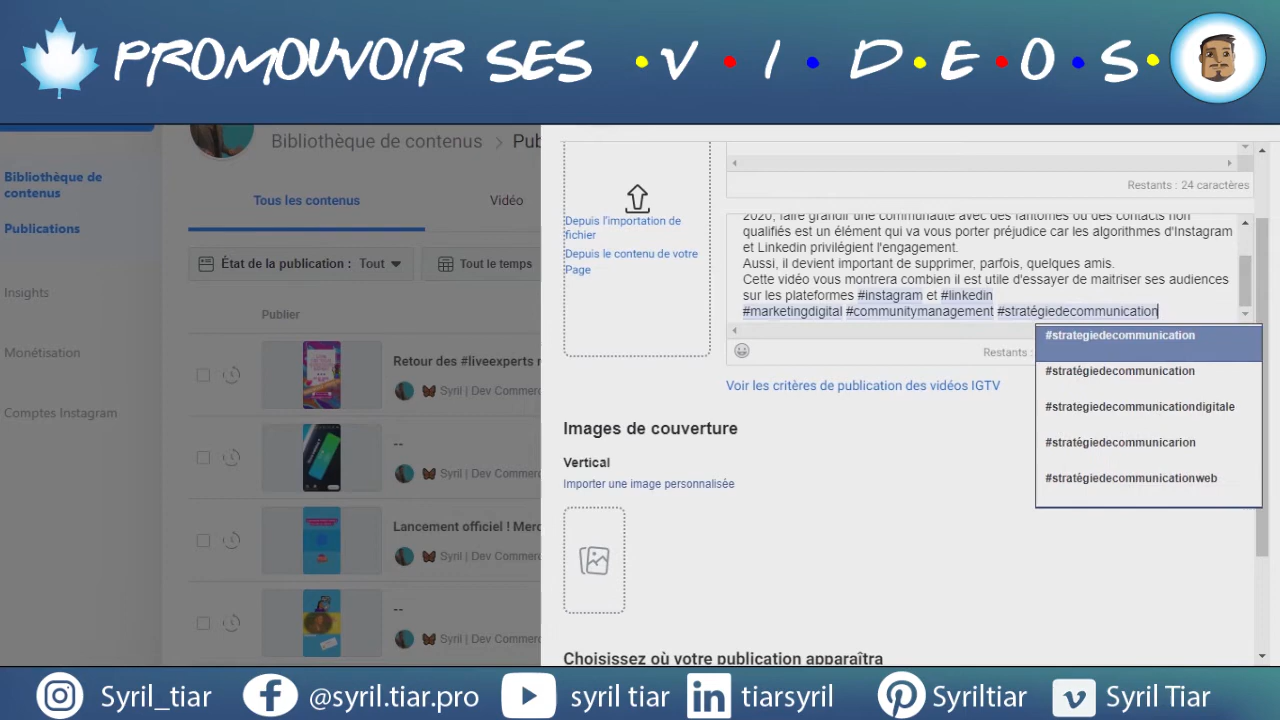 PROMOUVOIR SES V I D E O S
Bibliothèque de contenus
Publications
Insights
Monétisation
Comptes Instagram
Bibliothèque de contenus > Pub
Tous les contenus
Vidéo
État de la publication : Tout
Tout le temps
Publier
Retour des #liveexperts
Syril | Dev Commerc
--
Syril | Dev Commerc
Lancement officiel ! Merc
Syril | Dev Commerc
--
Syril | Dev Commerc
Depuis l'importation de
fichier
Depuis le contenu de votre
Page
Restants : 24 caractères
2020, faire grandir une communauté avec des fantômes ou des contacts non
qualifiés est un élément qui va vous porter préjudice car les algorithmes d'Instagram
et Linkedin privilégient l'engagement.
Aussi, il devient important de supprimer, parfois, quelques amis.
Cette vidéo vous montrera combien il est utile d'essayer de maitriser ses audiences
sur les plateformes #instagram et #linkedin
#marketingdigital #communitymanagement #stratégiedecommunication
Restants :
#strategiedecommunication
#stratégiedecommunication
#strategiedecommunicationdigitale
#stratégiedecommunicarion
#stratégiedecommunicationweb
Voir les critères de publication des vidéos IGTV
Images de couverture
Vertical
Importer une image personnalisée
Choisissez où votre publication apparaîtra
Syril_tiar
@syril.tiar.pro
syril tiar
tiarsyril
Syriltiar
Syril Tiar